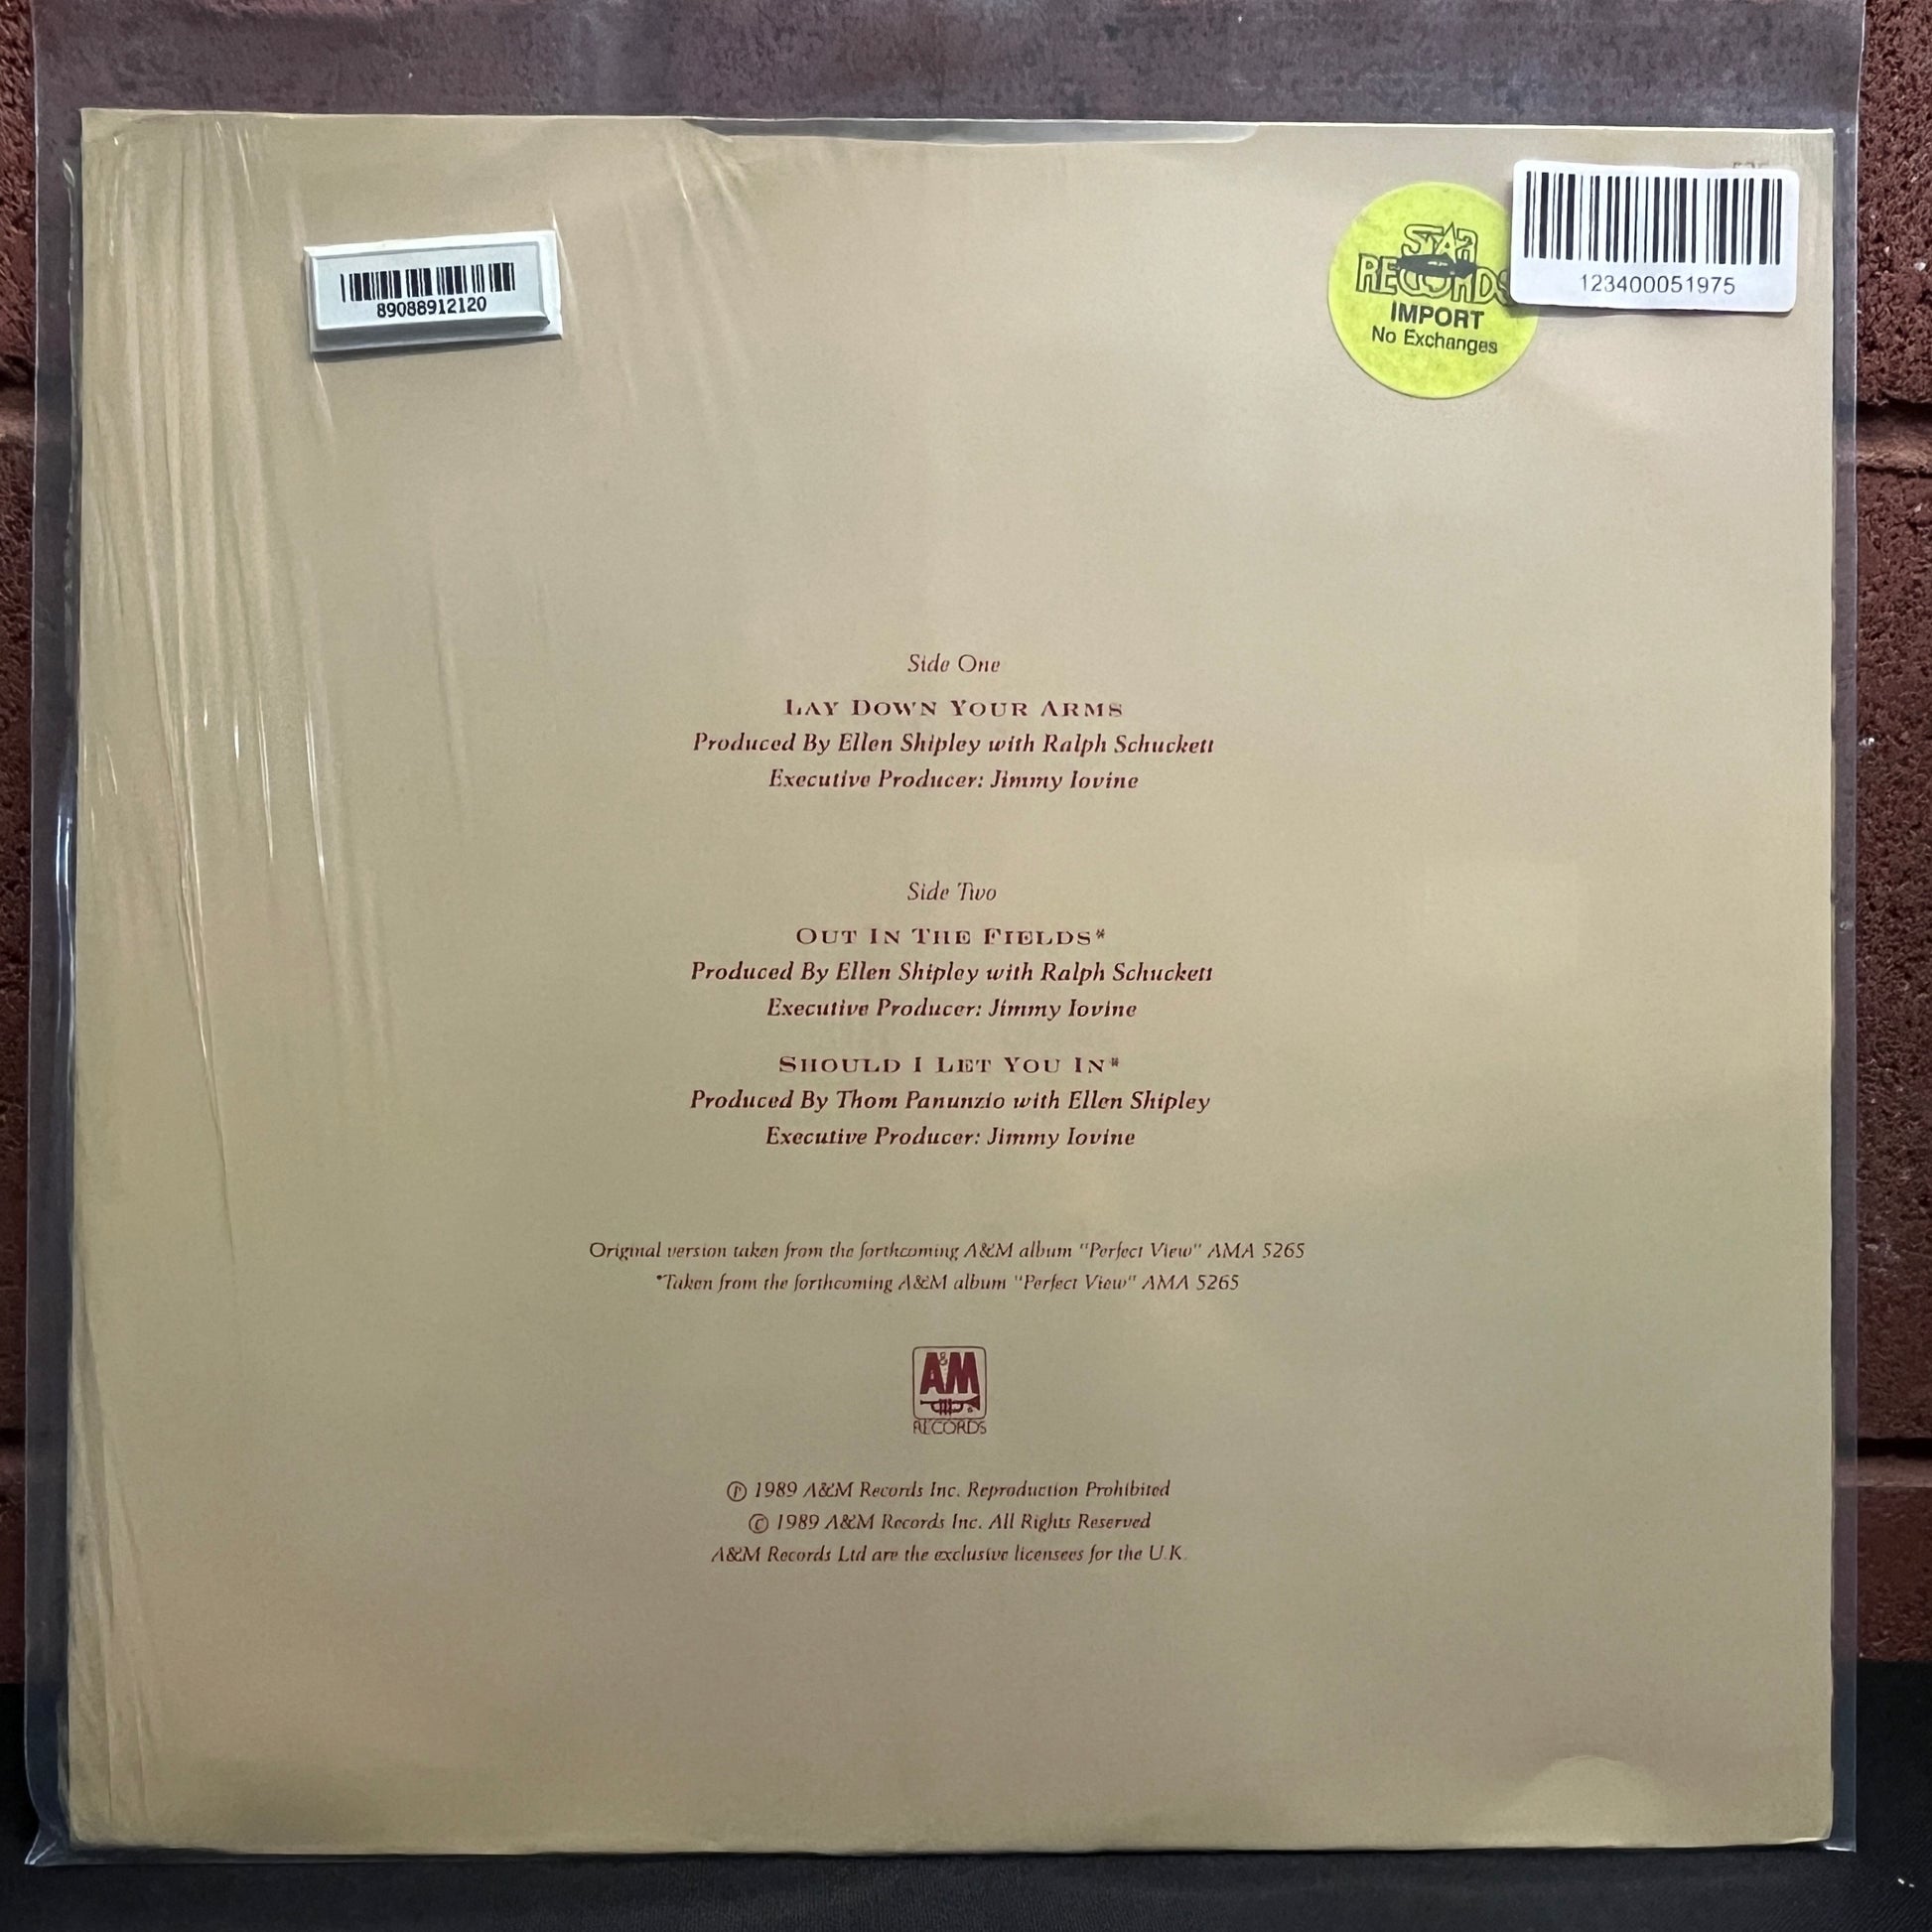 89088912120
STAR
RECORDS
IMPORT
No Exchanges
123400051975
Side One
LAY DOWN YOUR ARMS
Produced By Ellen Shipley with Ralph Schuckett
Executive Producer: Jimmy Iovine
Side Two
OUT IN THE FIELDS*
Produced By Ellen Shipley with Ralph Schuckett
Executive Producer: Jimmy Iovine
SHOULD I LET YOU IN*
Produced By Thom Panunzio with Ellen Shipley
Executive Producer: Jimmy Iovine
Original version taken from the forthcoming A&M album "Perfect View" AMA 5265
*Taken from the forthcoming A&M album "Perfect View" AMA 5265
A&M
RECORDS
℗ 1989 A&M Records Inc. Reproduction Prohibited
© 1989 A&M Records Inc. All Rights Reserved
A&M Records Ltd are the exclusive licensees for the U.K.